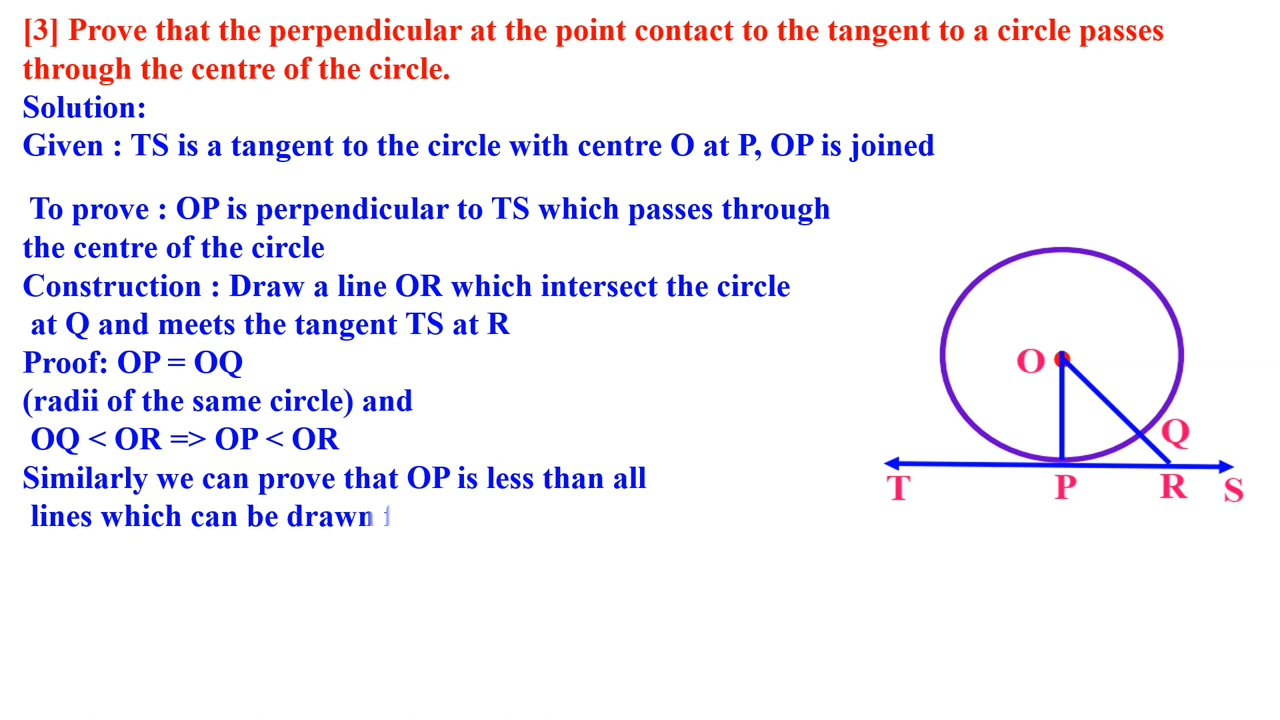 [3] Prove that the perpendicular at the point contact to the tangent to a circle passes
through the centre of the circle.
Solution:
Given : TS is a tangent to the circle with centre O at P, OP is joined
To prove : OP is perpendicular to TS which passes through
the centre of the circle
Construction : Draw a line OR which intersect the circle
at Q and meets the tangent TS at R
Proof: OP = OQ
(radii of the same circle) and
OQ < OR => OP < OR
Similarly we can prove that OP is less than all
lines which can be drawn
O
Q
T P R S